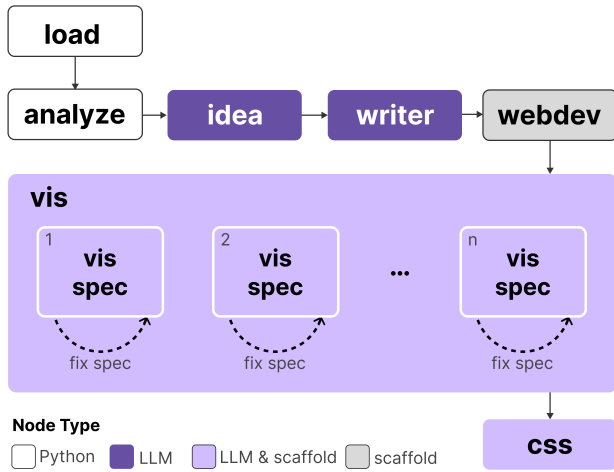 load
analyze
idea
writer
webdev
vis
1
vis
spec
fix spec
2
vis
spec
fix spec
...
n
vis
spec
fix spec
css
Node Type
Python
LLM
LLM & scaffold
scaffold